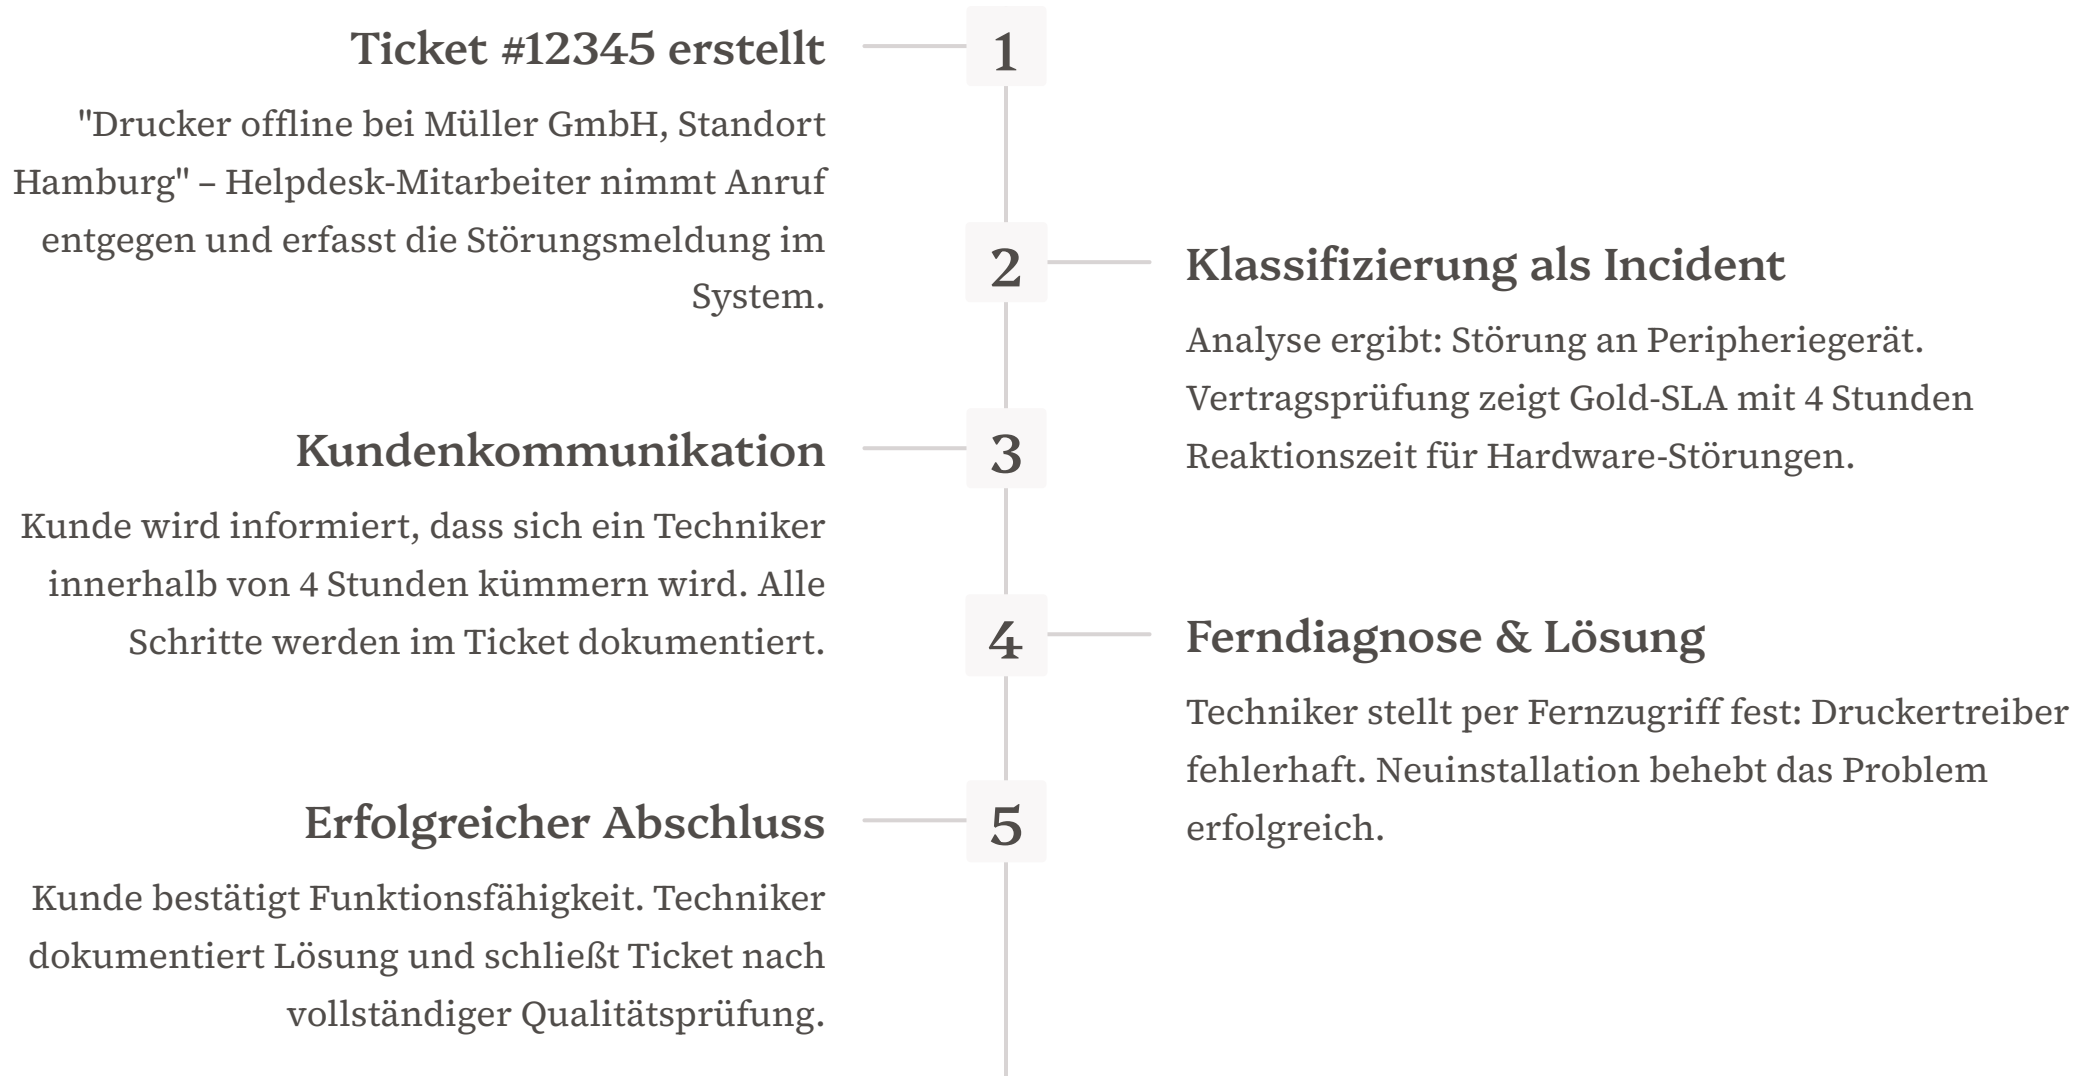 Ticket #12345 erstellt
1
"Drucker offline bei Müller GmbH, Standort
Hamburg" – Helpdesk-Mitarbeiter nimmt Anruf
entgegen und erfasst die Störungsmeldung im
System.
2
Klassifizierung als Incident
Analyse ergibt: Störung an Peripheriegerät.
Vertragsprüfung zeigt Gold-SLA mit 4 Stunden
Reaktionszeit für Hardware-Störungen.
Kundenkommunikation
3
Kunde wird informiert, dass sich ein Techniker
innerhalb von 4 Stunden kümmern wird. Alle
Schritte werden im Ticket dokumentiert.
4
Ferndiagnose & Lösung
Techniker stellt per Fernzugriff fest: Druckertreiber
fehlerhaft. Neuinstallation behebt das Problem
erfolgreich.
Erfolgreicher Abschluss
5
Kunde bestätigt Funktionsfähigkeit. Techniker
dokumentiert Lösung und schließt Ticket nach
vollständiger Qualitätsprüfung.